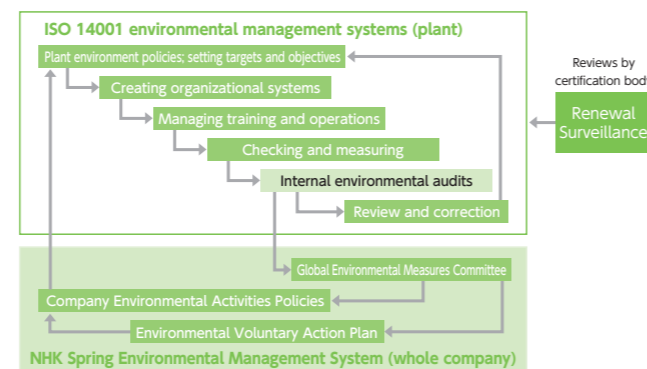 ISO 14001 environmental management systems (plant)
Plant environment policies; setting targets and objectives
Creating organizational systems
Managing training and operations
Checking and measuring
Internal environmental audits
Review and correction
Reviews by
certification body
Renewal
Surveillance
Global Environmental Measures Committee
Company Environmental Activities Policies
Environmental Voluntary Action Plan
NHK Spring Environmental Management System (whole company)